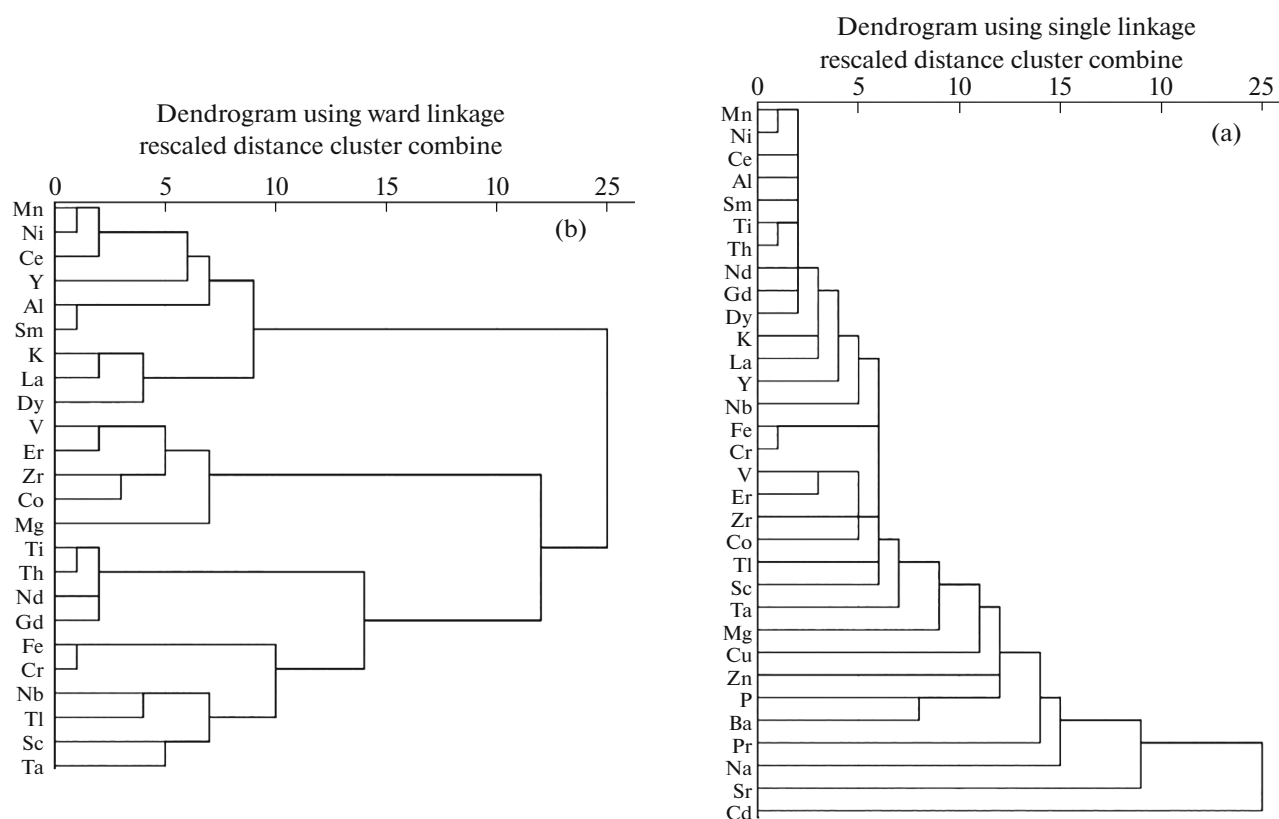 Dendrogram using ward linkage
rescaled distance cluster combine
0 5 10 15 10 25
(b)
Mn
Ni
Ce
Y
Al
Sm
K
La
Dy
V
Er
Zr
Co
Mg
Ti
Th
Nd
Gd
Fe
Cr
Nb
Tl
Sc
Ta
Dendrogram using single linkage
rescaled distance cluster combine
0 5 10 15 10 25
(a)
Mn
Ni
Ce
Al
Sm
Ti
Th
Nd
Gd
Dy
K
La
Y
Nb
Fe
Cr
V
Er
Zr
Co
Tl
Sc
Ta
Mg
Cu
Zn
P
Ba
Pr
Na
Sr
Cd